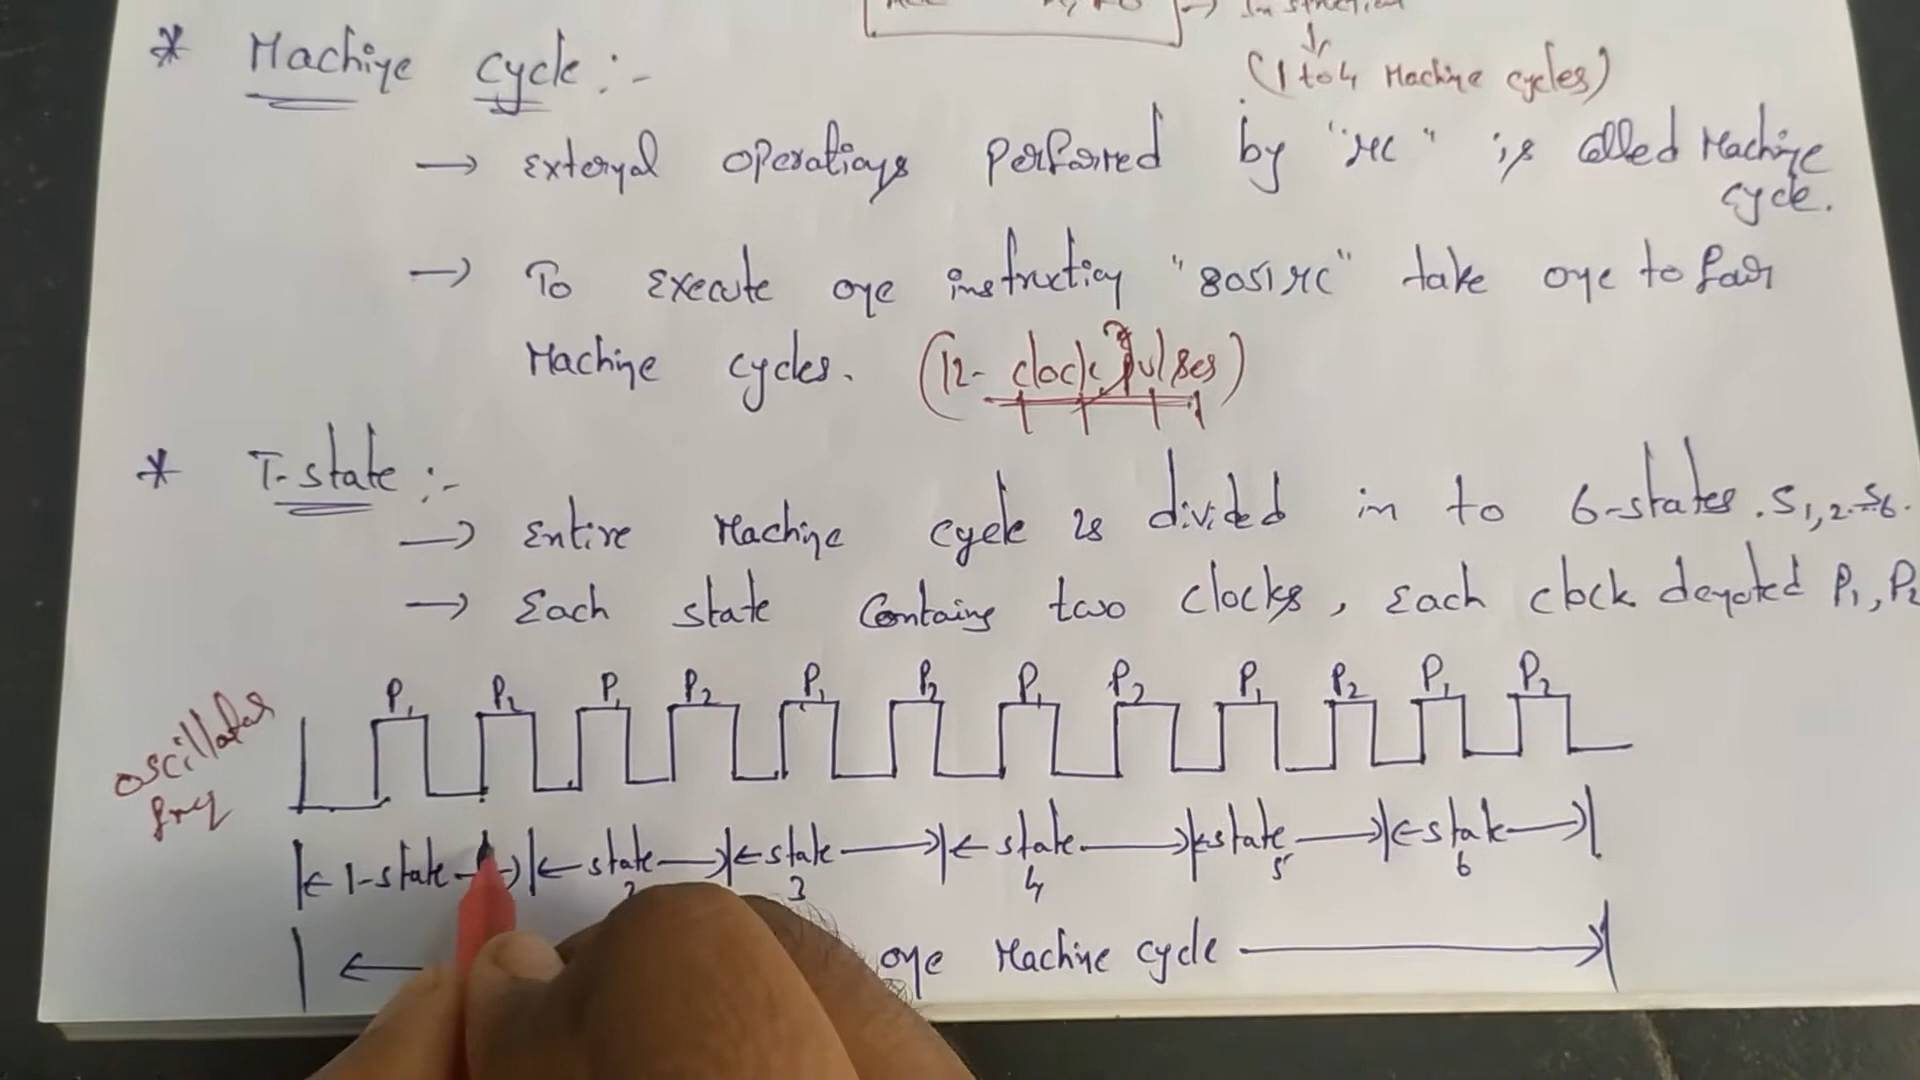 (1 to 4 Machine cycles)
* Machine cycle :-
→ External operations performed by "MC" is called Machine cycle.
→ To execute one instruction "8051 MC" take one to four
Machine cycles. (12- clock pulses)
* T-state :-
→ Entire Machine cycle is divided in to 6-states. S1,2..S6.
→ Each state contains two clocks, Each clock denoted P1, P2
P1 P2 P1 P2 P1 P2 P1 P2 P1 P2 P1 P2
oscillator
freq
1-state state state 3 state 4 state 5 state 6
one Machine cycle